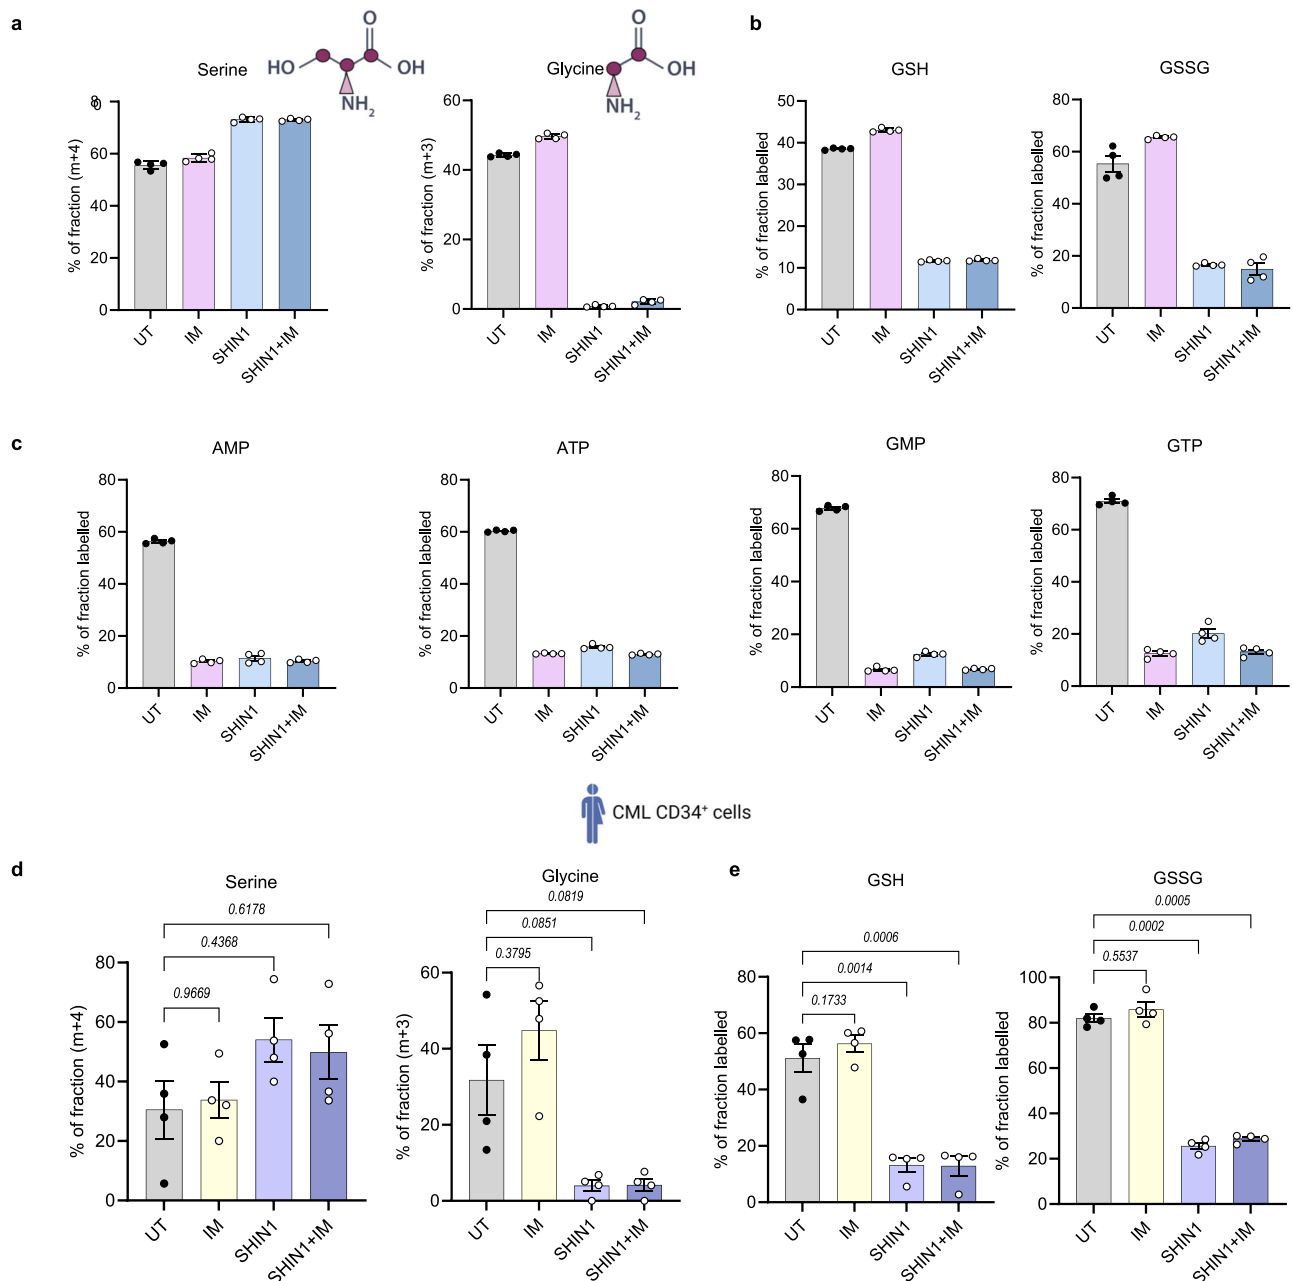 a
Serine
HO
O
OH
NH2
% of fraction (m+4)
80
60
40
20
0
UT
IM
SHIN1
SHIN1+IM
Glycine
O
OH
NH2
% of fraction (m+3)
60
40
20
0
UT
IM
SHIN1
SHIN1+IM
b
GSH
% of fraction labelled
50
40
30
20
10
0
UT
IM
SHIN1
SHIN1+IM
GSSG
% of fraction labelled
80
60
40
20
0
UT
IM
SHIN1
SHIN1+IM
c
AMP
% of fraction labelled
80
60
40
20
0
UT
IM
SHIN1
SHIN1+IM
ATP
% of fraction labelled
80
60
40
20
0
UT
IM
SHIN1
SHIN1+IM
GMP
% of fraction labelled
80
60
40
20
0
UT
IM
SHIN1
SHIN1+IM
GTP
% of fraction labelled
80
60
40
20
0
UT
IM
SHIN1
SHIN1+IM
CML CD34+ cells
d
Serine
0.6178
0.4368
0.9669
% of fraction (m+4)
80
60
40
20
0
UT
IM
SHIN1
SHIN1+IM
Glycine
0.0819
0.0851
0.3795
% of fraction (m+3)
60
40
20
0
UT
IM
SHIN1
SHIN1+IM
e
GSH
0.0006
0.0014
0.1733
% of fraction labelled
80
60
40
20
0
UT
IM
SHIN1
SHIN1+IM
GSSG
0.0005
0.0002
0.5537
% of fraction labelled
100
80
60
40
20
0
UT
IM
SHIN1
SHIN1+IM